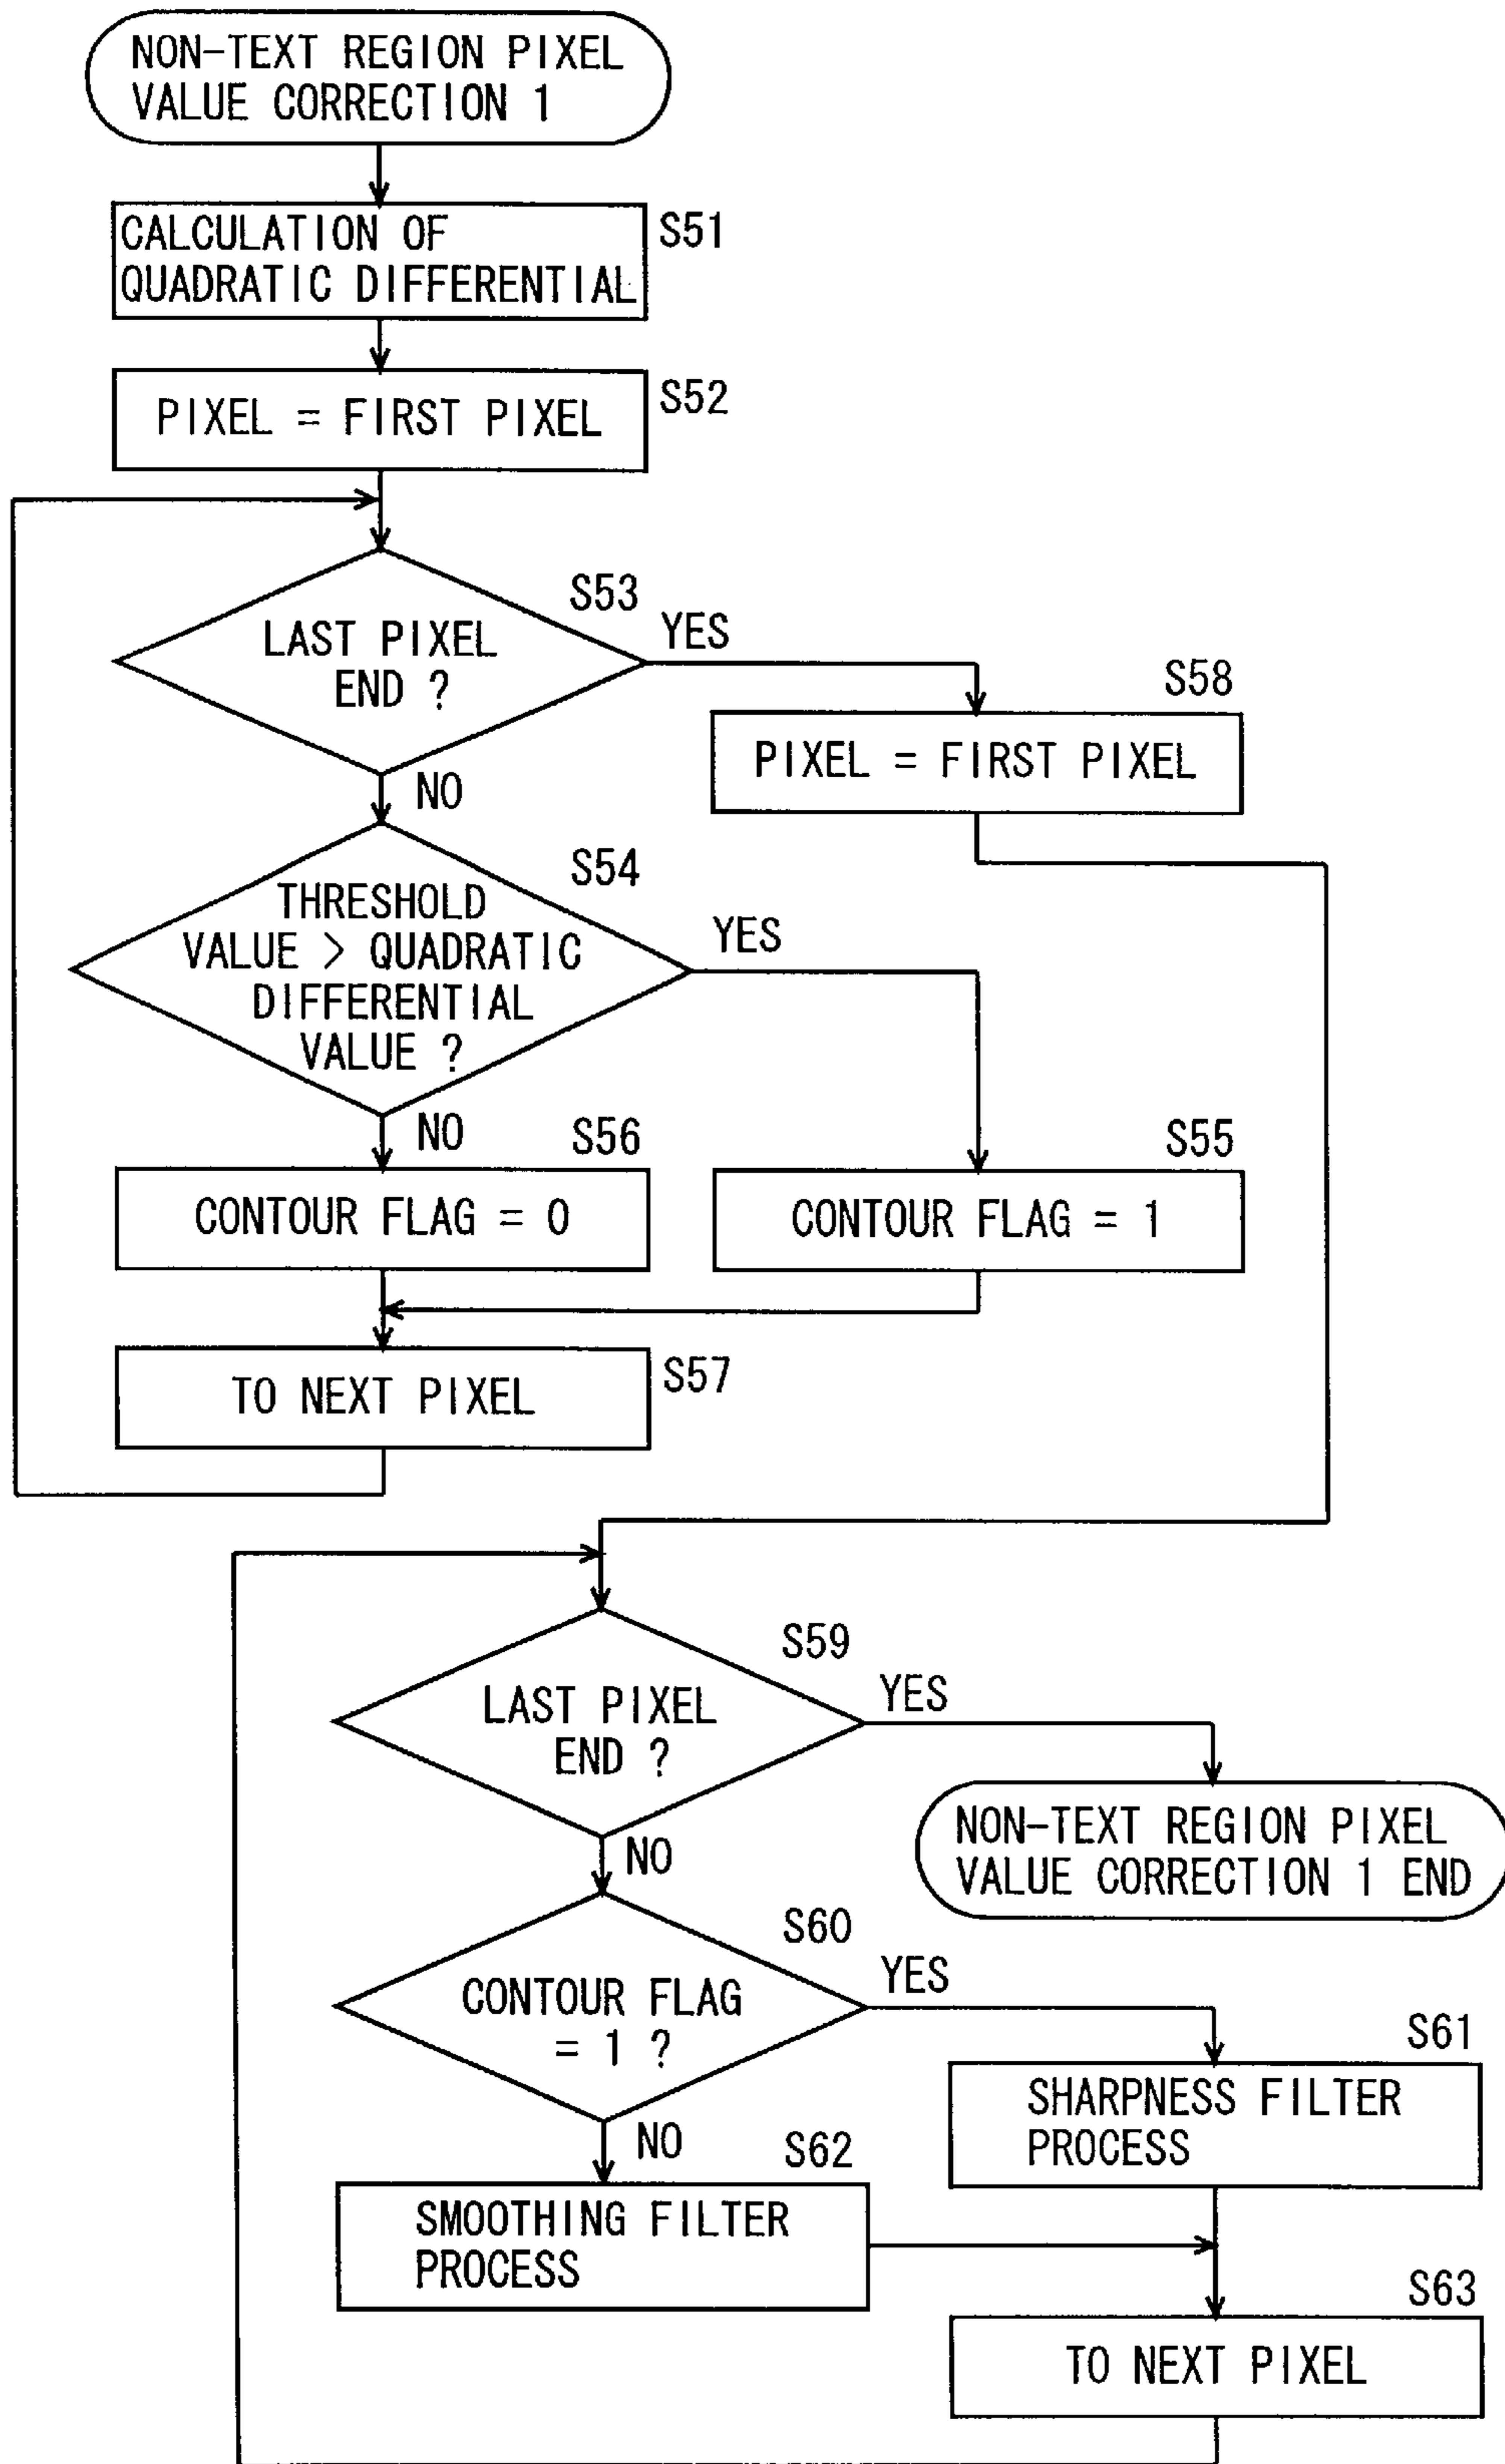 NON-TEXT REGION PIXEL
VALUE CORRECTION 1
CALCULATION OF
QUADRATIC DIFFERENTIAL
S51
PIXEL = FIRST PIXEL
S52
S53
LAST PIXEL
END ?
YES
NO
S58
PIXEL = FIRST PIXEL
S54
THRESHOLD
VALUE > QUADRATIC
DIFFERENTIAL
VALUE ?
YES
NO
S56
CONTOUR FLAG = 0
S55
CONTOUR FLAG = 1
TO NEXT PIXEL
S57
S59
LAST PIXEL
END ?
YES
NO
NON-TEXT REGION PIXEL
VALUE CORRECTION 1 END
S60
CONTOUR FLAG
= 1 ?
YES
NO
S61
SHARPNESS FILTER
PROCESS
S62
SMOOTHING FILTER
PROCESS
S63
TO NEXT PIXEL